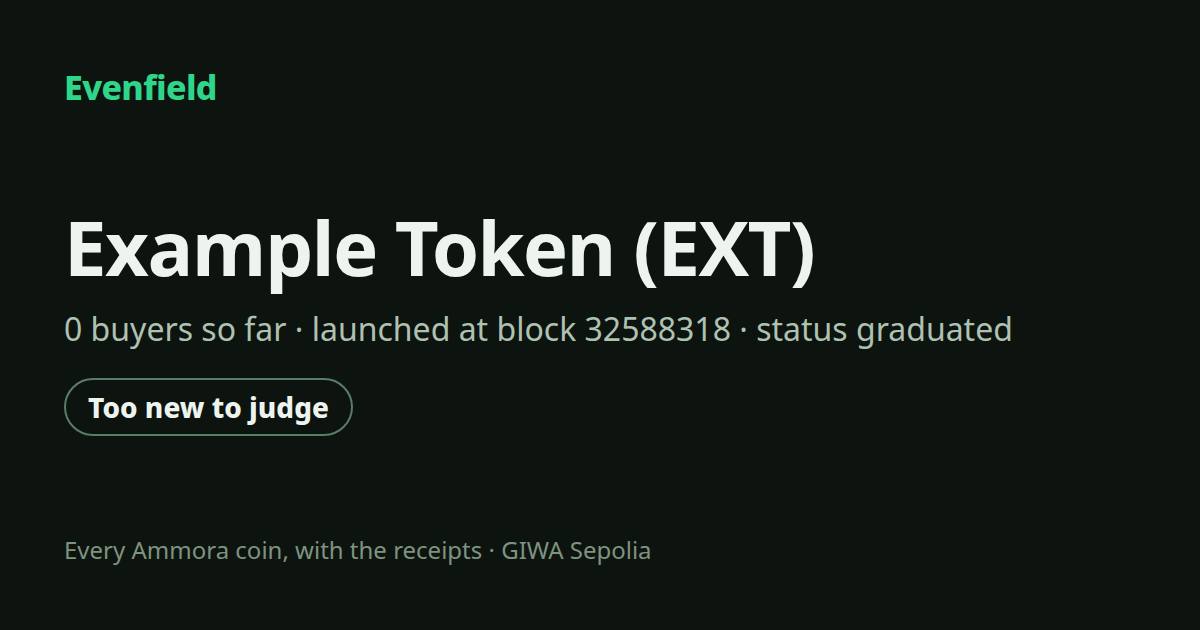 Evenfield
Example Token (EXT)
0 buyers so far · launched at block 32588318 · status graduated
Too new to judge
Every Ammora coin, with the receipts · GIWA Sepolia